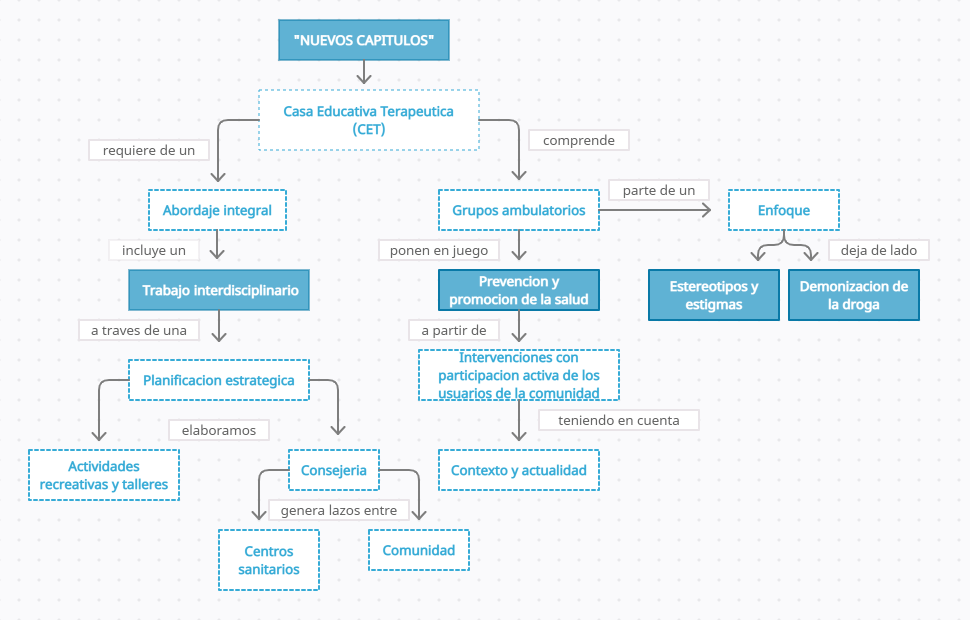 "NUEVOS CAPITULOS"
Casa Educativa Terapeutica
(CET)
requiere de un
comprende
Abordaje integral
Grupos ambulatorios
parte de un
Enfoque
incluye un
ponen en juego
deja de lado
Trabajo interdisciplinario
Prevencion y
promocion de la salud
Estereotipos y
estigmas
Demonizacion de
la droga
a traves de una
a partir de
Planificacion estrategica
Intervenciones con
participacion activa de los
usuarios de la comunidad
elaboramos
teniendo en cuenta
Actividades
recreativas y talleres
Consejeria
Contexto y actualidad
genera lazos entre
Centros
sanitarios
Comunidad